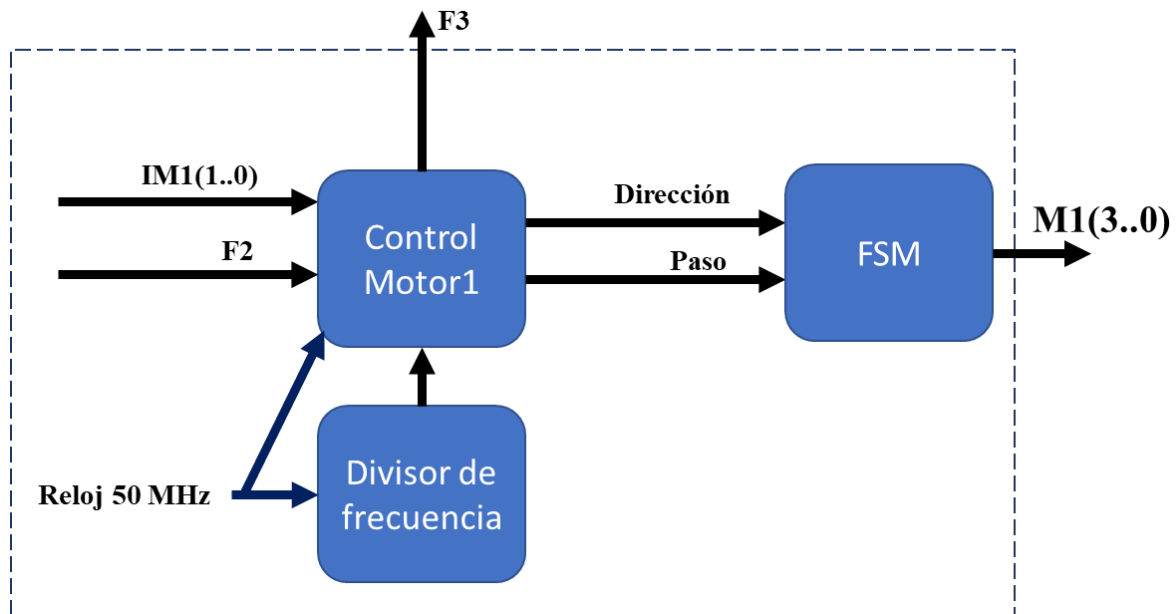 F3
IM1(1..0)
F2
Control
Motor1
Dirección
Paso
FSM
M1(3..0)
Reloj 50 MHz
Divisor de
frecuencia